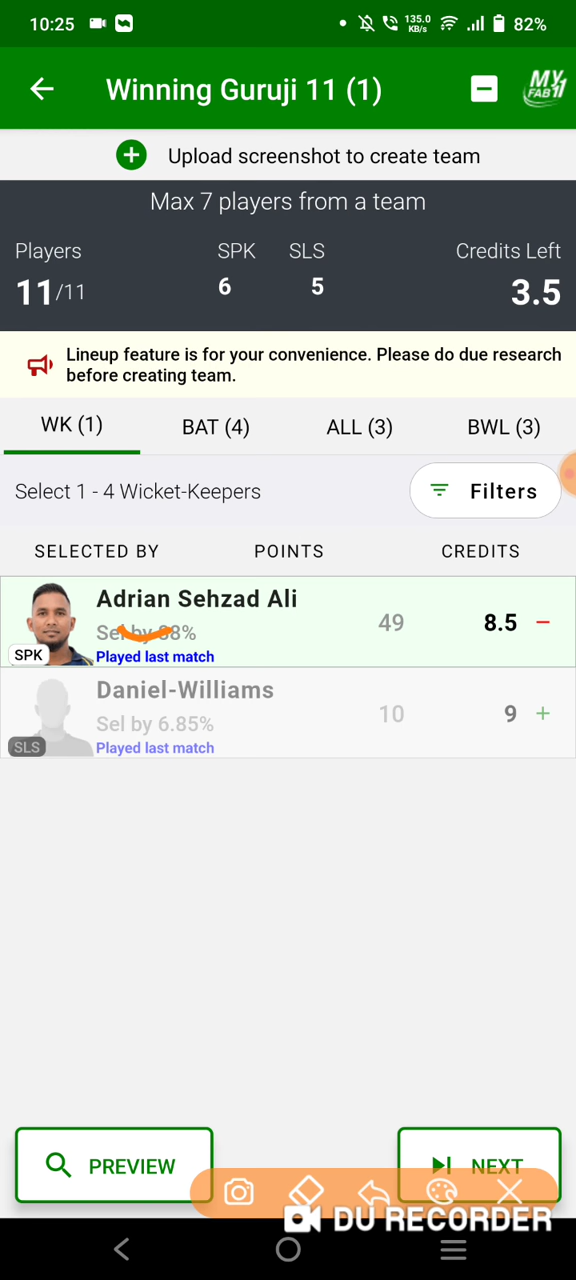 10:25 135.0 KB/s 82%
Winning Guruji 11 (1) MY FAB 11
Upload screenshot to create team
Max 7 players from a team
Players SPK SLS Credits Left
11/11 6 5 3.5
Lineup feature is for your convenience. Please do due research
before creating team.
WK (1) BAT (4) ALL (3) BWL (3)
Select 1 - 4 Wicket-Keepers Filters
SELECTED BY POINTS CREDITS
Adrian Sehzad Ali
Sel by 98% 49 8.5
SPK Played last match
Daniel-Williams
Sel by 6.85% 10 9
SLS Played last match
PREVIEW NEXT
DU RECORDER